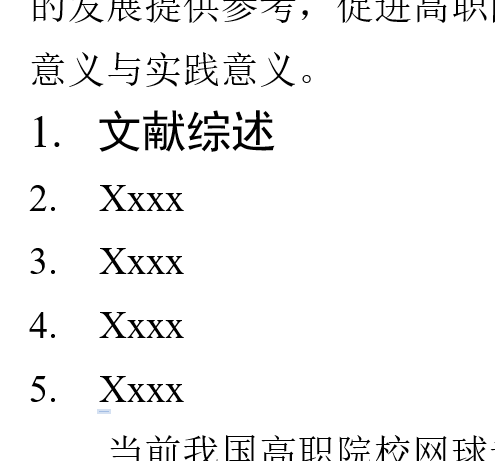 的发展提供参考，促进高职
意义与实践意义。
1. 文献综述
2. Xxxx
3. Xxxx
4. Xxxx
5. Xxxx
当前我国高职院校网球